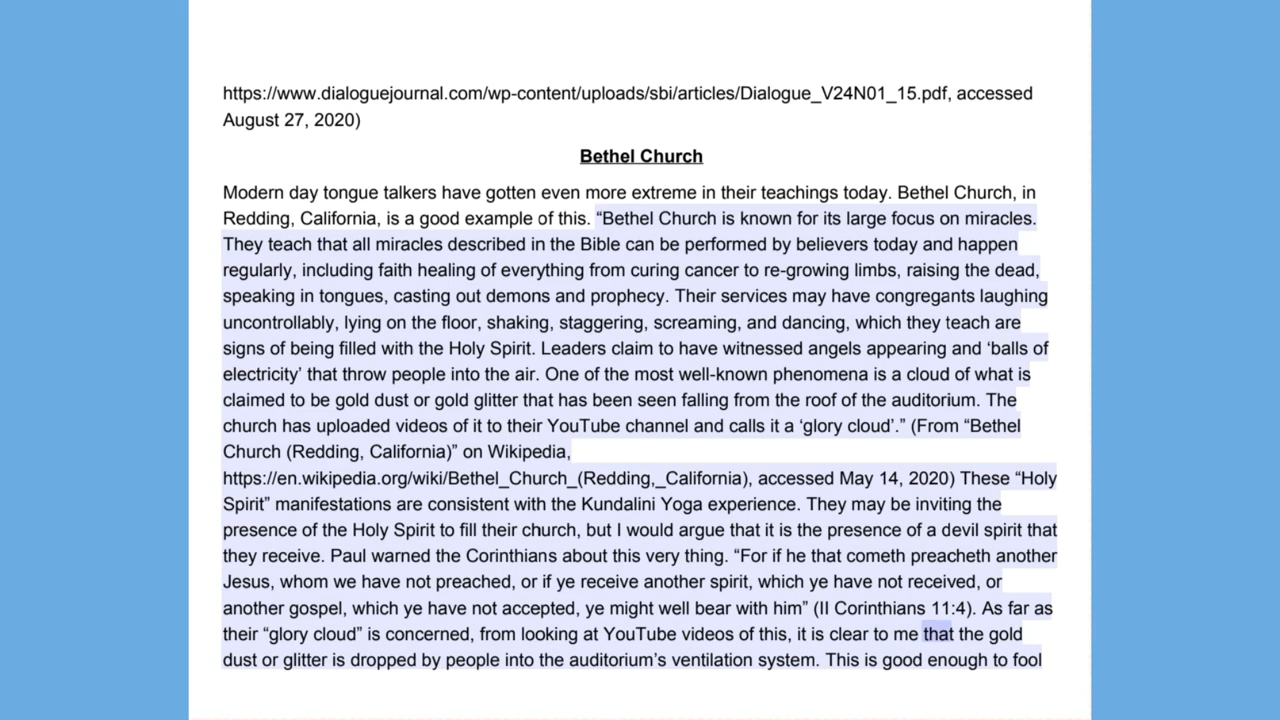 https://www.dialoguejournal.com/wp-content/uploads/sbi/articles/Dialogue_V24N01_15.pdf, accessed
August 27, 2020)
Bethel Church
Modern day tongue talkers have gotten even more extreme in their teachings today. Bethel Church, in
Redding, California, is a good example of this. “Bethel Church is known for its large focus on miracles.
They teach that all miracles described in the Bible can be performed by believers today and happen
regularly, including faith healing of everything from curing cancer to re-growing limbs, raising the dead,
speaking in tongues, casting out demons and prophecy. Their services may have congregants laughing
uncontrollably, lying on the floor, shaking, staggering, screaming, and dancing, which they teach are
signs of being filled with the Holy Spirit. Leaders claim to have witnessed angels appearing and ‘balls of
electricity’ that throw people into the air. One of the most well-known phenomena is a cloud of what is
claimed to be gold dust or gold glitter that has been seen falling from the roof of the auditorium. The
church has uploaded videos of it to their YouTube channel and calls it a ‘glory cloud’.” (From “Bethel
Church (Redding, California)” on Wikipedia,
https://en.wikipedia.org/wiki/Bethel_Church_(Redding,_California), accessed May 14, 2020) These “Holy
Spirit” manifestations are consistent with the Kundalini Yoga experience. They may be inviting the
presence of the Holy Spirit to fill their church, but I would argue that it is the presence of a devil spirit that
they receive. Paul warned the Corinthians about this very thing. “For if he that cometh preacheth another
Jesus, whom we have not preached, or if ye receive another spirit, which ye have not received, or
another gospel, which ye have not accepted, ye might well bear with him” (II Corinthians 11:4). As far as
their “glory cloud” is concerned, from looking at YouTube videos of this, it is clear to me that the gold
dust or glitter is dropped by people into the auditorium’s ventilation system. This is good enough to fool